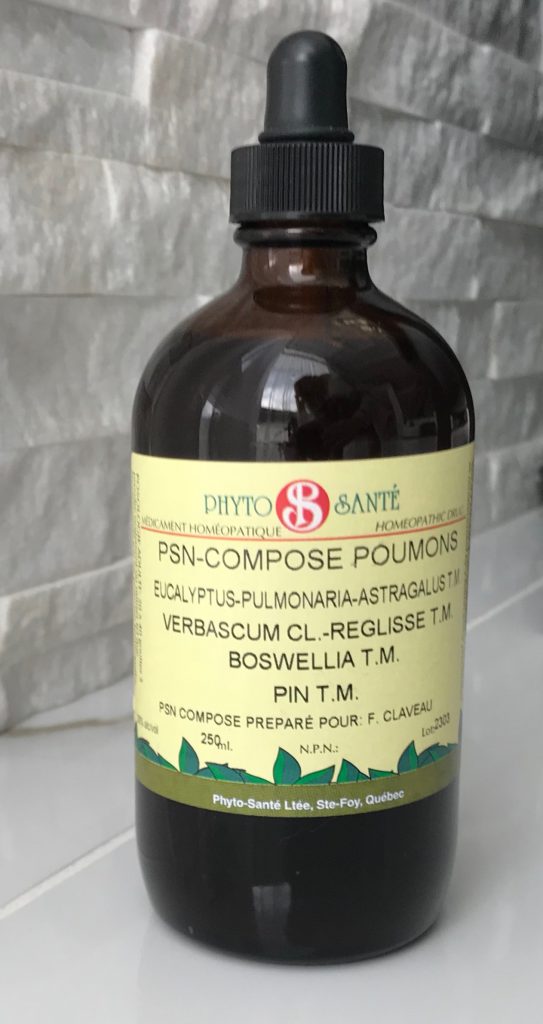 PHYTO PS SANTÉ
MÉDICAMENT HOMÉOPATIQUE HOMEOPATHIC DRUG
PSN-COMPOSE POUMONS
EUCALYPTUS-PULMONARIA-ASTRAGALUS T.M
VERBASCUM CL.-REGLISSE T.M.
BOSWELLIA T.M.
PIN T.M.
PSN COMPOSE PREPARÉ POUR: F. CLAVEAU
250ml. N.P.N.: Lot:2303
Phyto-Santé Ltée, Ste-Foy, Québec